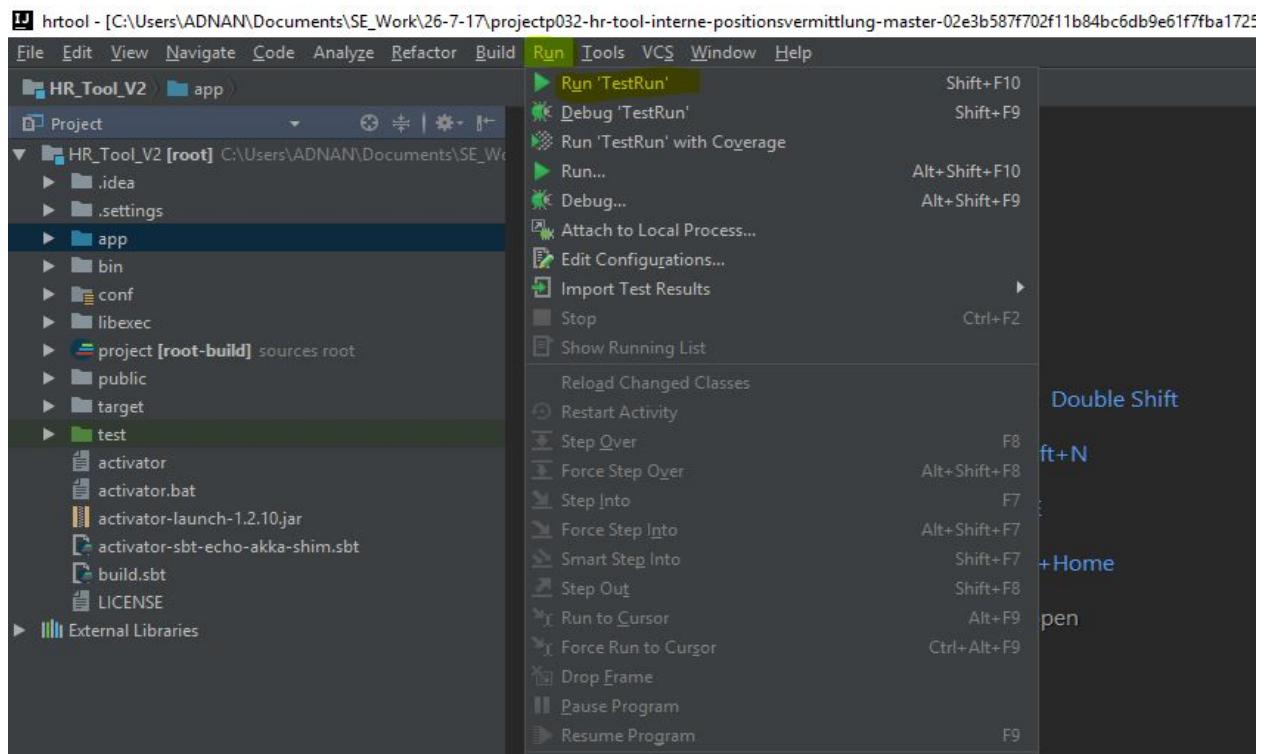 hrtool - [C:\Users\ADNAN\Documents\SE_Work\26-7-17\projectp032-hr-tool-interne-positionsvermittlung-master-02e3b587f702f11b84bc6db9e61f7fba1725
File Edit View Navigate Code Analyze Refactor Build Run Tools VCS Window Help
HR_Tool_V2 app
Project
HR_Tool_V2 [root] C:\Users\ADNAN\Documents\SE_Wo
.idea
.settings
app
bin
conf
libexec
project [root-build] sources root
public
target
test
activator
activator.bat
activator-launch-1.2.10.jar
activator-sbt-echo-akka-shim.sbt
build.sbt
LICENSE
External Libraries
Run 'TestRun' Shift+F10
Debug 'TestRun' Shift+F9
Run 'TestRun' with Coverage
Run... Alt+Shift+F10
Debug... Alt+Shift+F9
Attach to Local Process...
Edit Configurations...
Import Test Results
Stop Ctrl+F2
Show Running List
Reload Changed Classes
Restart Activity
Step Over F8
Force Step Over Alt+Shift+F8
Step Into F7
Force Step Into Alt+Shift+F7
Smart Step Into Shift+F7
Step Out Shift+F8
Run to Cursor Alt+F9
Force Run to Cursor Ctrl+Alt+F9
Drop Frame
Pause Program
Resume Program F9
Double Shift
ft+N
+Home
pen